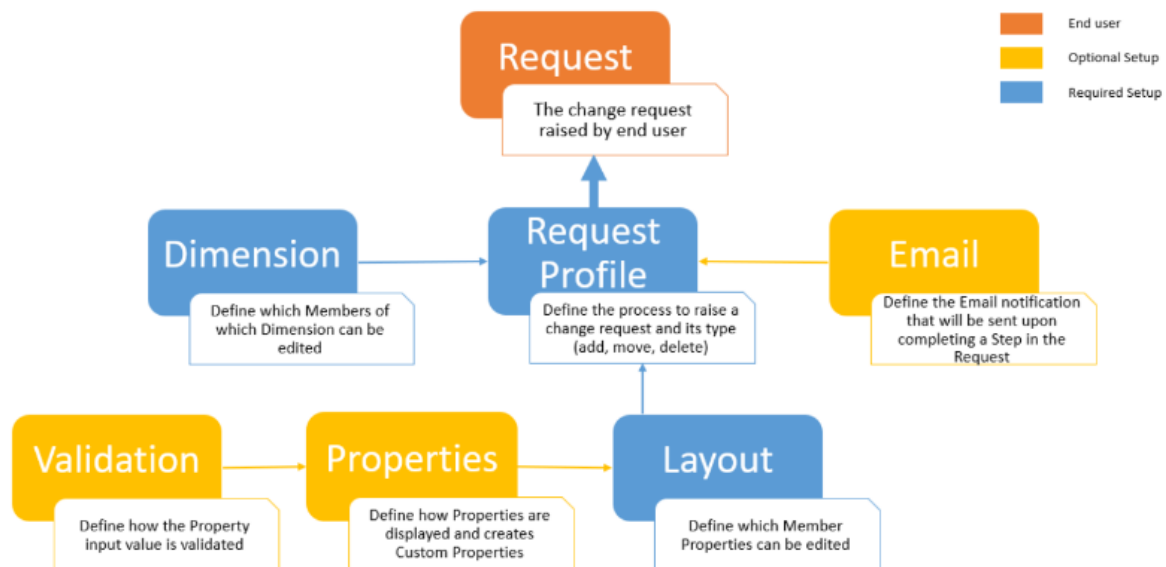 Request
The change request
raised by end user
End user
Optional Setup
Required Setup
Dimension
Define which Members of
which Dimension can be
edited
Request
Profile
Define the process to raise a
change request and its type
(add, move, delete)
Email
Define the Email notification
that will be sent upon
completing a Step in the
Request
Validation
Define how the Property
input value is validated
Properties
Define how Properties are
displayed and creates
Custom Properties
Layout
Define which Member
Properties can be edited